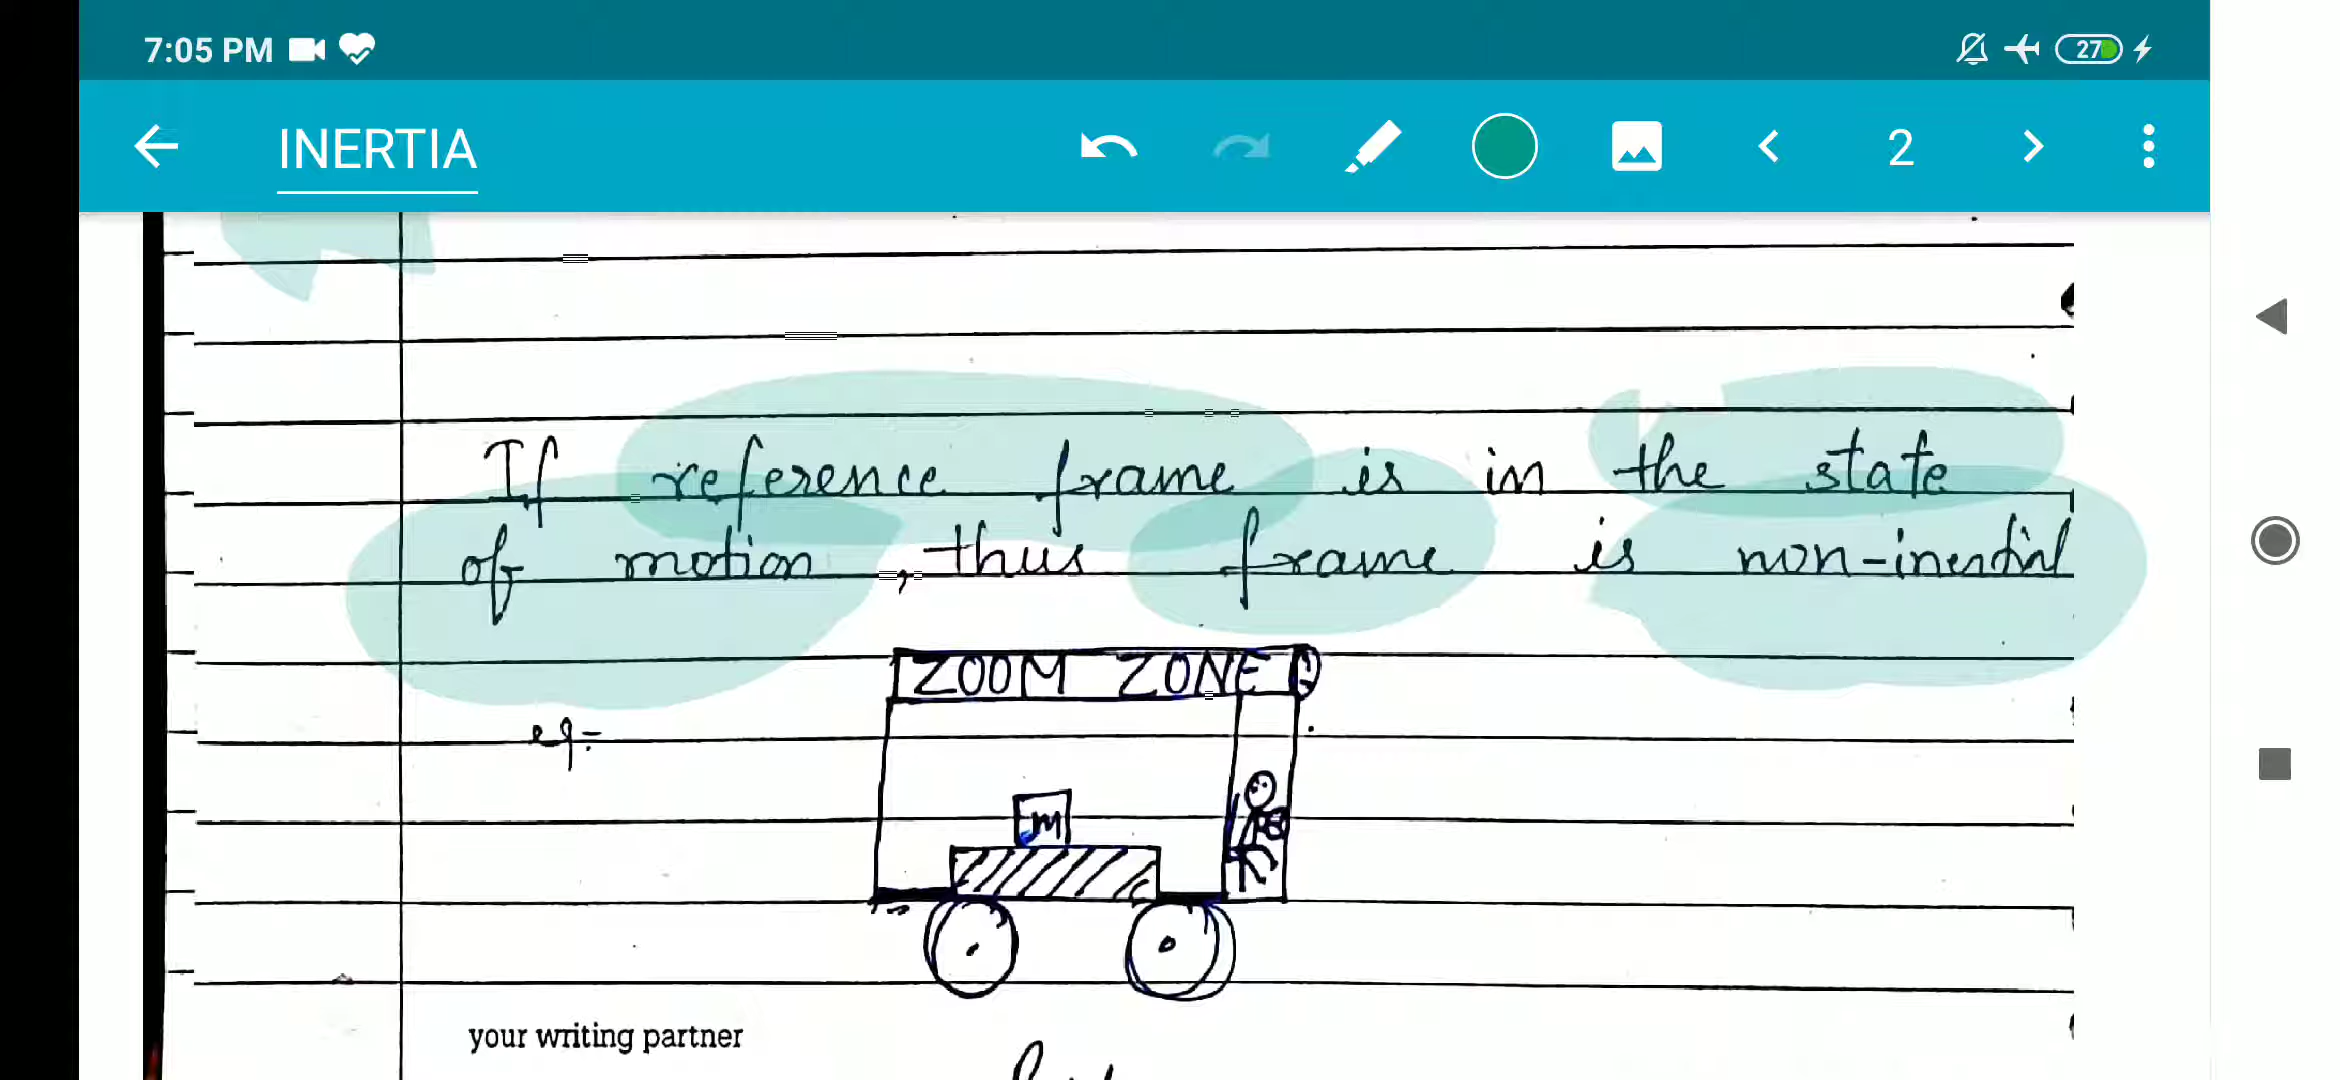 7:05 PM
27
INERTIA
2
If reference frame is in the state
of motion, thus frame is non-inertial
ZOOM ZONE
eg:-
m
your writing partner